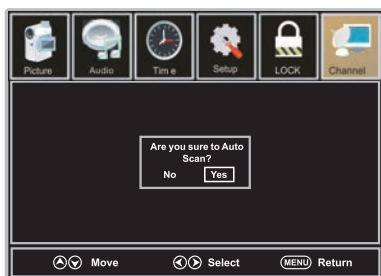 Picture Audio Tim e Setup LOCK Channel
Are you sure to Auto
Scan?
No Yes
Move Select MENU Return